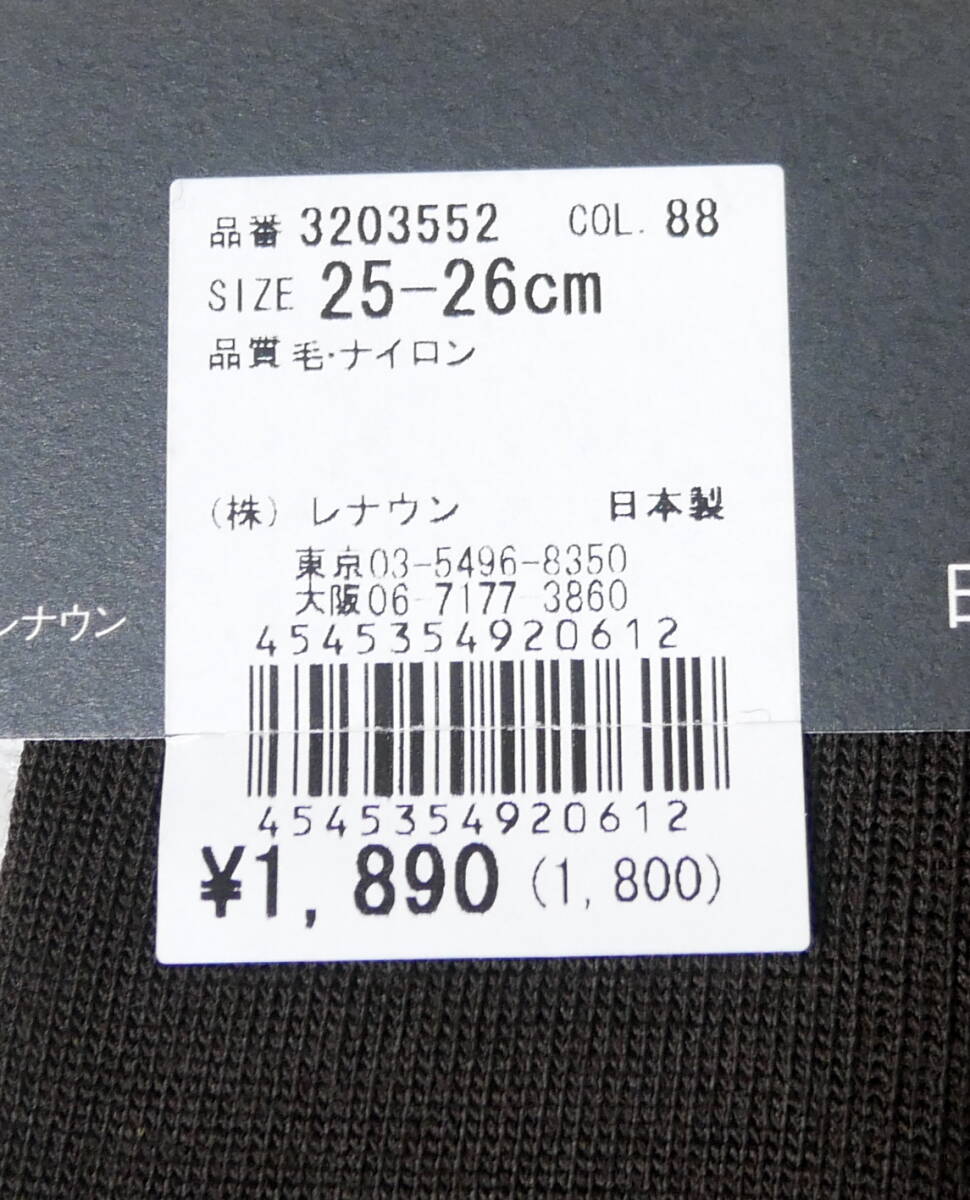 品番 3203552 COL. 88
SIZE 25-26cm
品質 毛・ナイロン
(株) レナウン 日本製
東京03-5496-8350
大阪06-7177-3860
4545354920612
4545354920612
¥1,890 (1,800)
レナウン